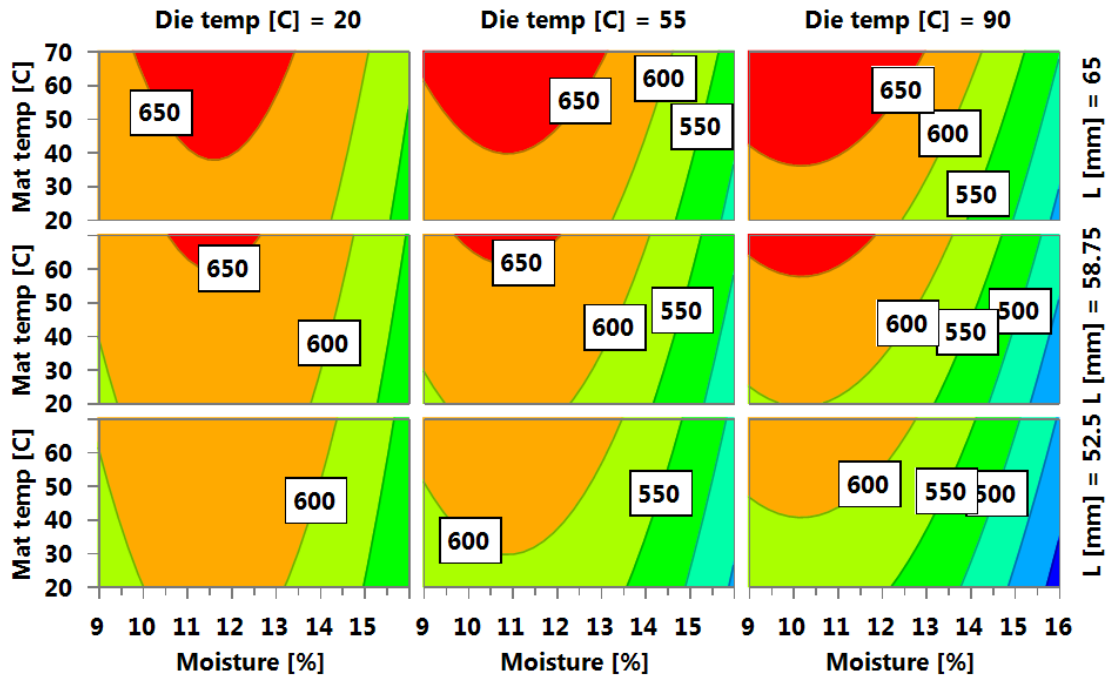 Die temp [C] = 20
Die temp [C] = 55
Die temp [C] = 90
Mat temp [C]
70
60
50
40
30
20
650
650
600
550
650
600
550
L [mm] = 65
Mat temp [C]
60
50
40
30
20
650
600
650
600
550
600
550
500
L [mm] = 58.75
Mat temp [C]
60
50
40
30
20
600
600
550
600
550
500
L [mm] = 52.5
9 10 11 12 13 14 15
9 10 11 12 13 14 15
9 10 11 12 13 14 15 16
Moisture [%]
Moisture [%]
Moisture [%]